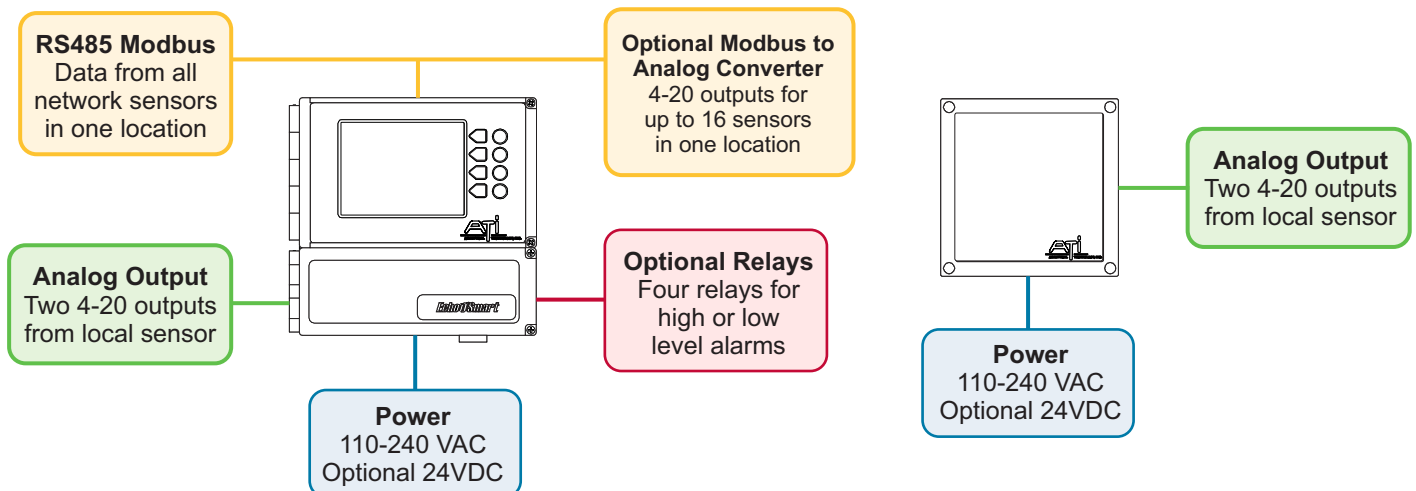 RS485 Modbus
Data from all
network sensors
in one location
Optional Modbus to
Analog Converter
4-20 outputs for
up to 16 sensors
in one location
ATi
Analog Output
Two 4-20 outputs
from local sensor
EchoSmart
Optional Relays
Four relays for
high or low
level alarms
Power
110-240 VAC
Optional 24VDC
ATi
Analog Output
Two 4-20 outputs
from local sensor
Power
110-240 VAC
Optional 24VDC